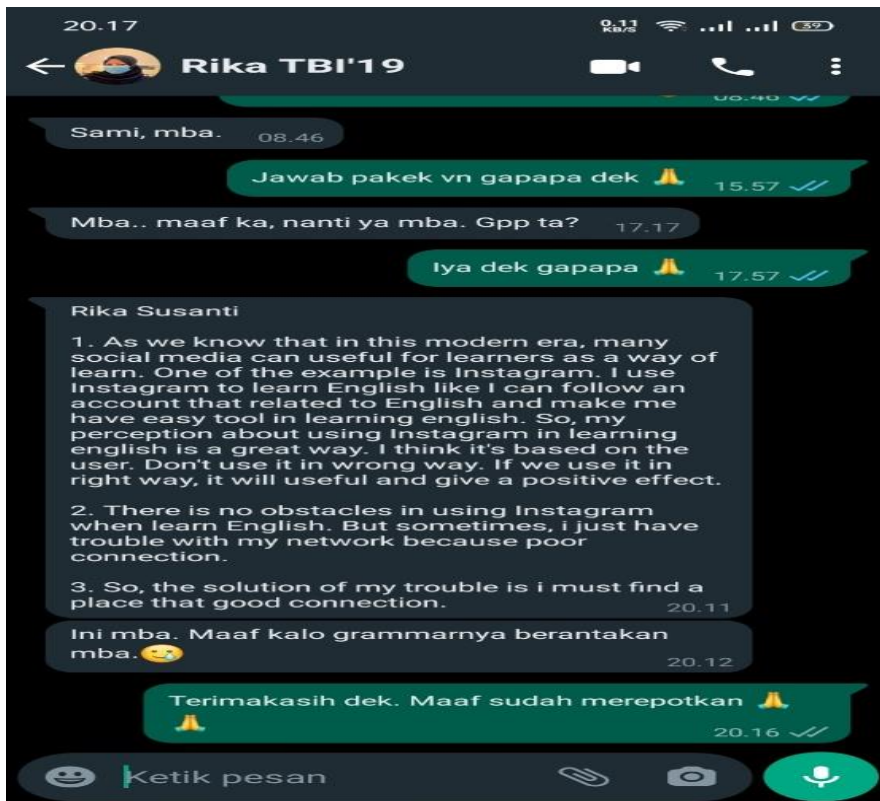 20.17
0.11 KB/S
39
Rika TBI'19
08.46
Sami, mba. 08.46
Jawab pakek vn gapapa dek 🙏 15.57
Mba.. maaf ka, nanti ya mba. Gpp ta? 17.17
Iya dek gapapa 🙏 17.57
Rika Susanti
1. As we know that in this modern era, many
social media can useful for learners as a way of
learn. One of the example is Instagram. I use
Instagram to learn English like I can follow an
account that related to English and make me
have easy tool in learning english. So, my
perception about using Instagram in learning
english is a great way. I think it's based on the
user. Don't use it in wrong way. If we use it in
right way, it will useful and give a positive effect.
2. There is no obstacles in using Instagram
when learn English. But sometimes, i just have
trouble with my network because poor
connection.
3. So, the solution of my trouble is i must find a
place that good connection. 20.11
Ini mba. Maaf kalo grammarnya berantakan
mba.😢 20.12
Terimakasih dek. Maaf sudah merepotkan 🙏
🙏 20.16
Ketik pesan